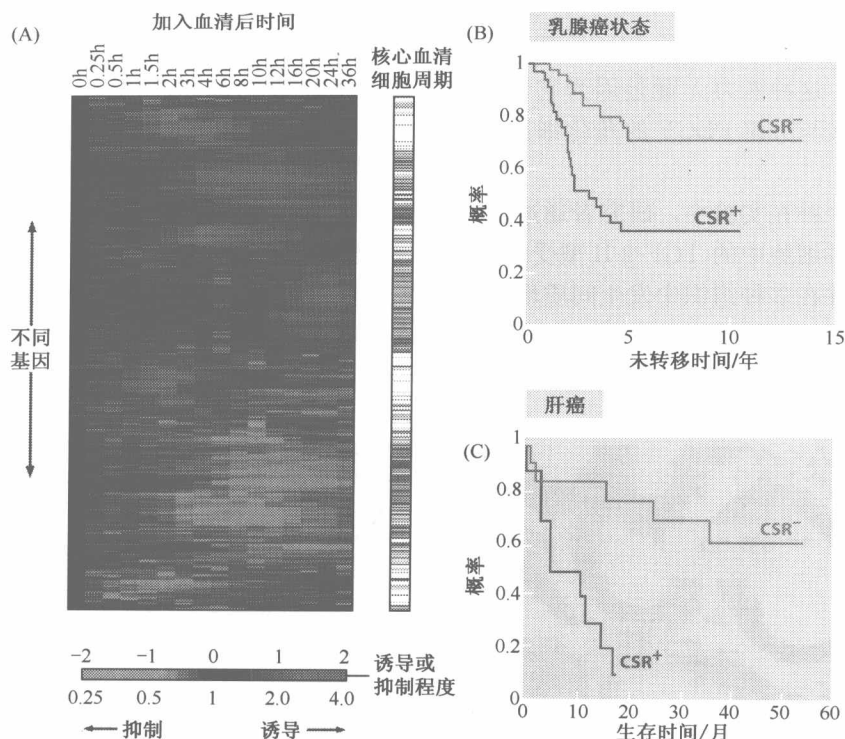 (A)
加入血清后时间
0h
0.25h
0.5h
1h
1.5h
2h
3h
4h
6h
8h
10h
12h
16h
20h
24h.
36h
核心血清
细胞周期
不同
基因
-2 -1 0 1 2
0.25 0.5 1 2.0 4.0
诱导或
抑制程度
抑制 诱导
(B)
乳腺癌状态
1
0.8
0.6
0.4
0.2
0
概率
CSR⁻
CSR⁺
0 5 10 15
未转移时间/年
肝癌
(C)
1
0.8
0.6
0.4
0.2
0
概率
CSR⁻
CSR⁺
0 10 20 30 40 50 60
生存时间/月